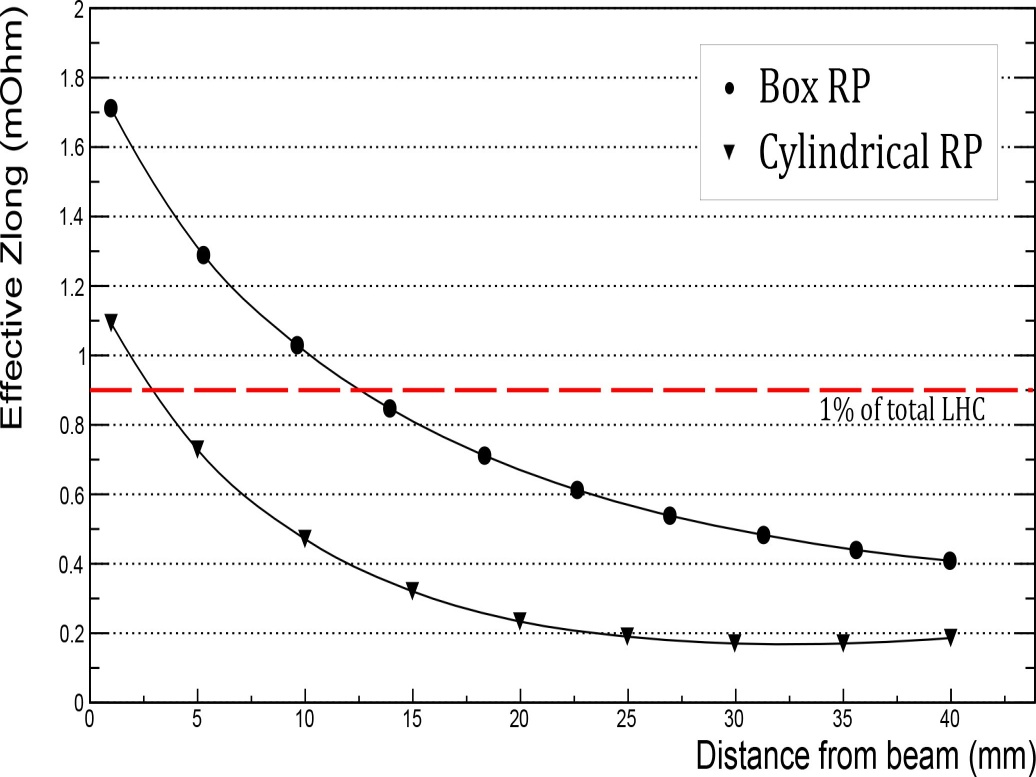 Effective Zlong (mOhm)
2
1.8
1.6
1.4
1.2
1
0.8
0.6
0.4
0.2
0
Box RP
Cylindrical RP
1% of total LHC
0 5 10 15 20 25 30 35 40
Distance from beam (mm)